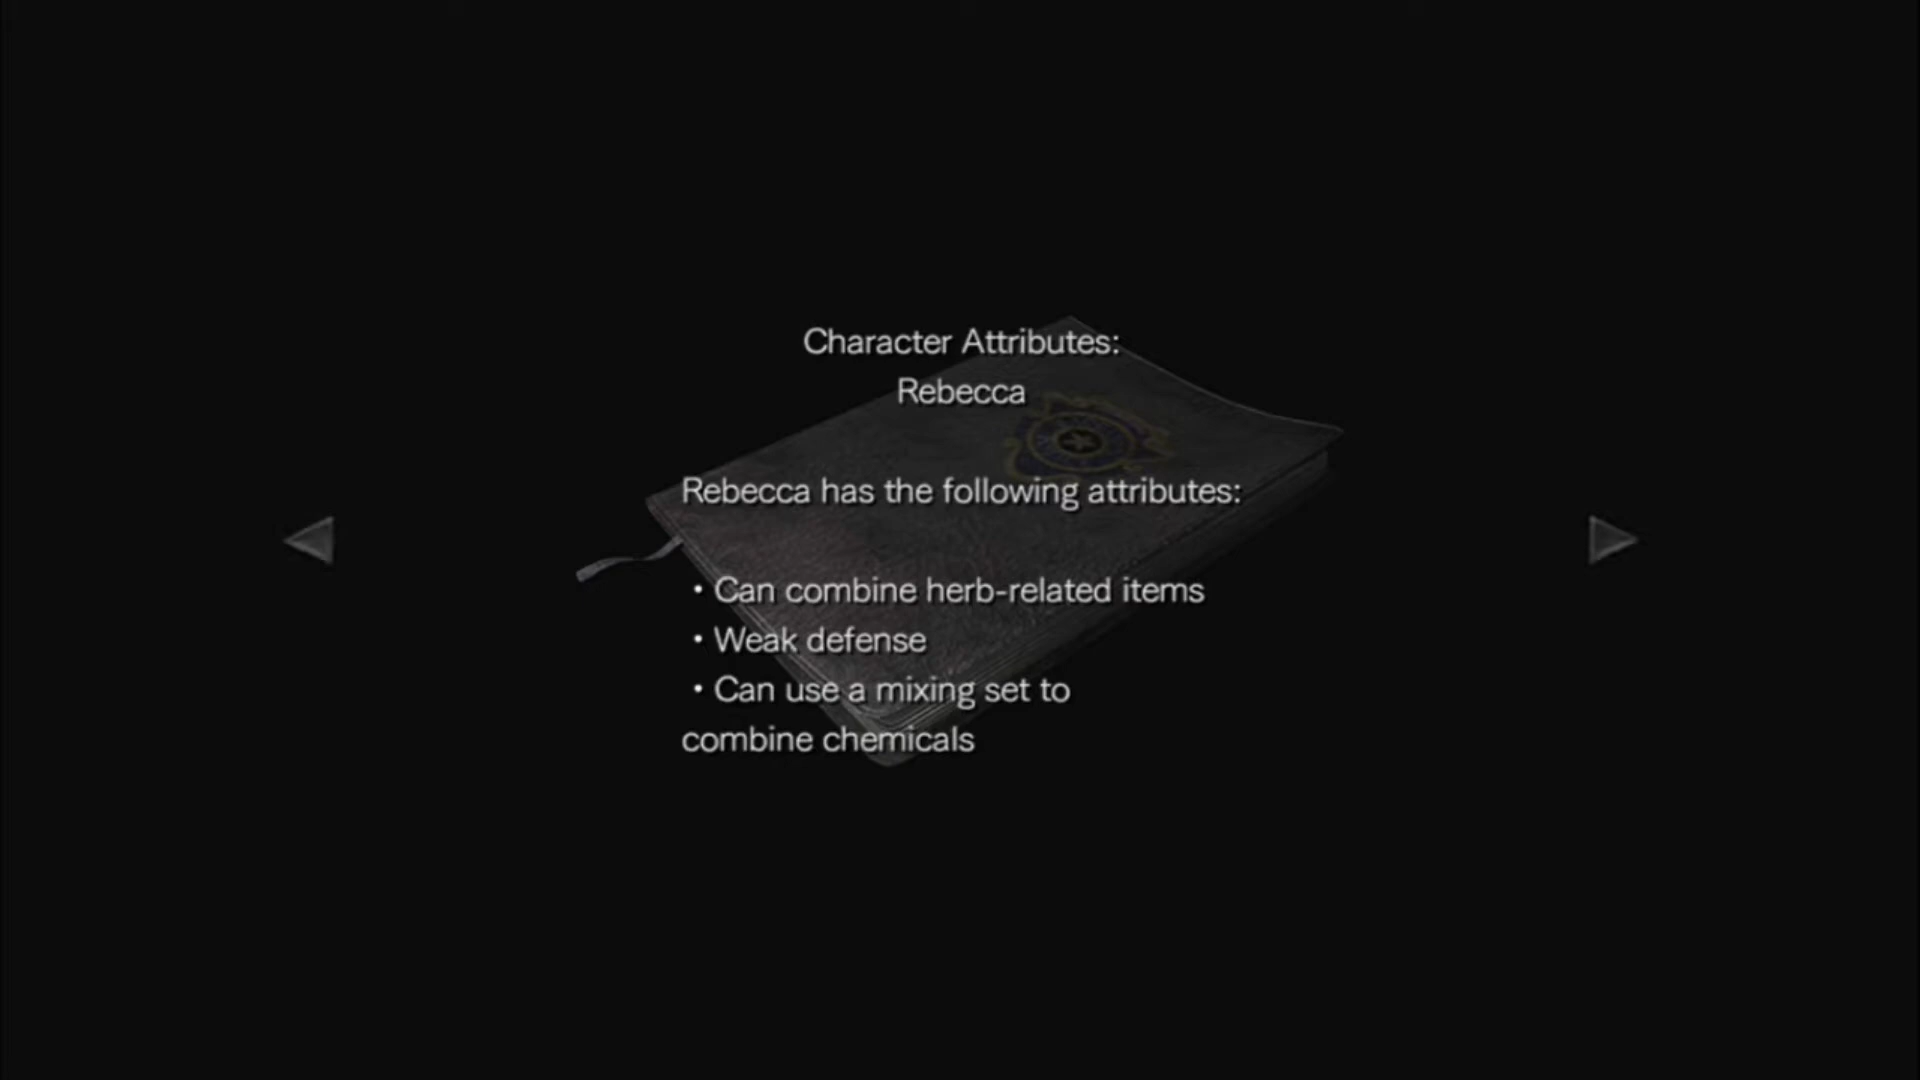 Character Attributes:
Rebecca
Rebecca has the following attributes:
・Can combine herb-related items
・Weak defense
・Can use a mixing set to
combine chemicals